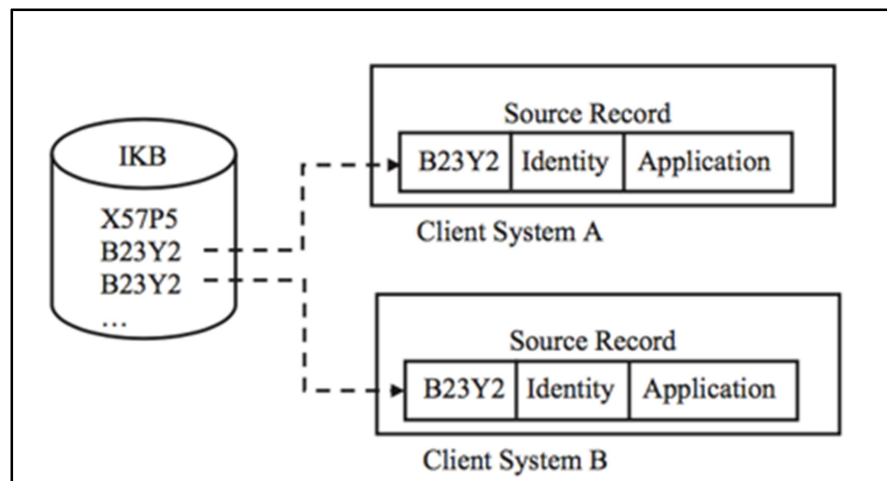 IKB
X57P5
B23Y2
B23Y2
...
Source Record
B23Y2 Identity Application
Client System A
Source Record
B23Y2 Identity Application
Client System B